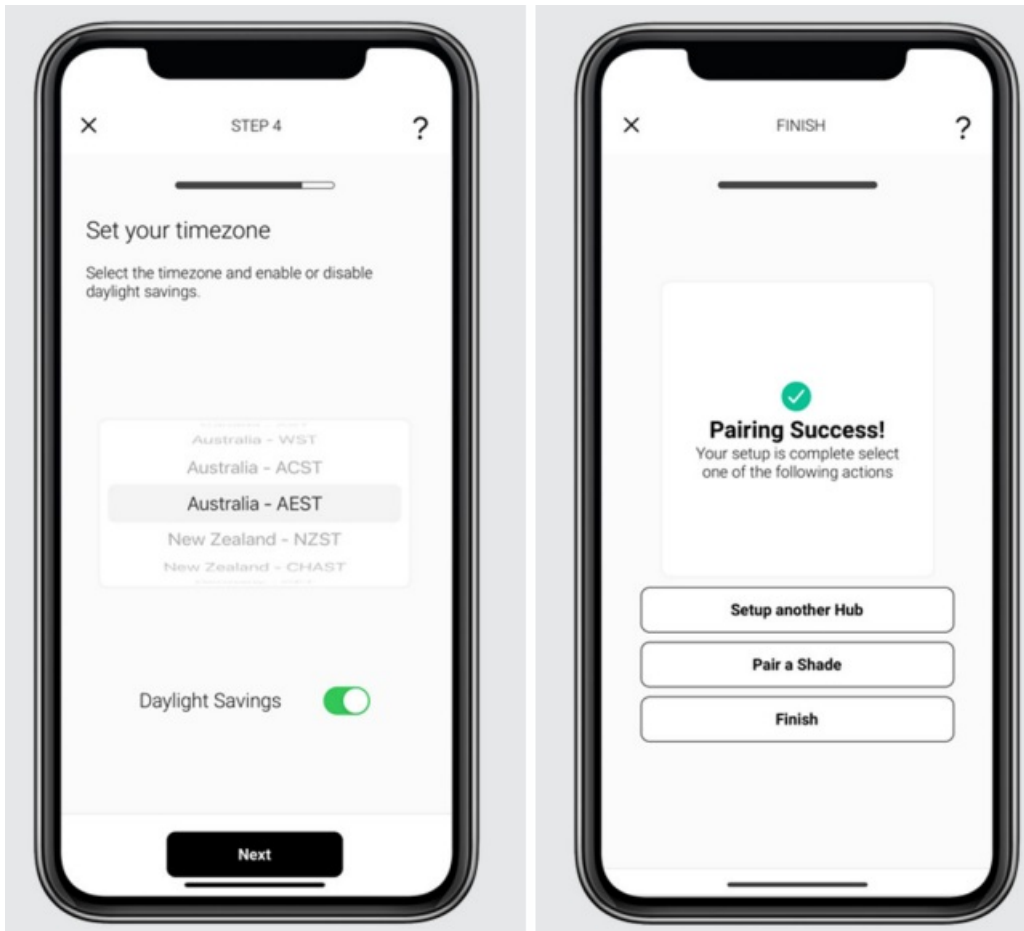 STEP 4
?
Set your timezone
Select the timezone and enable or disable
daylight savings.
Australia - WST
Australia - ACST
Australia - AEST
New Zealand - NZST
New Zealand - CHAST
Daylight Savings
Next
FINISH
?
Pairing Success!
Your setup is complete select
one of the following actions
Setup another Hub
Pair a Shade
Finish